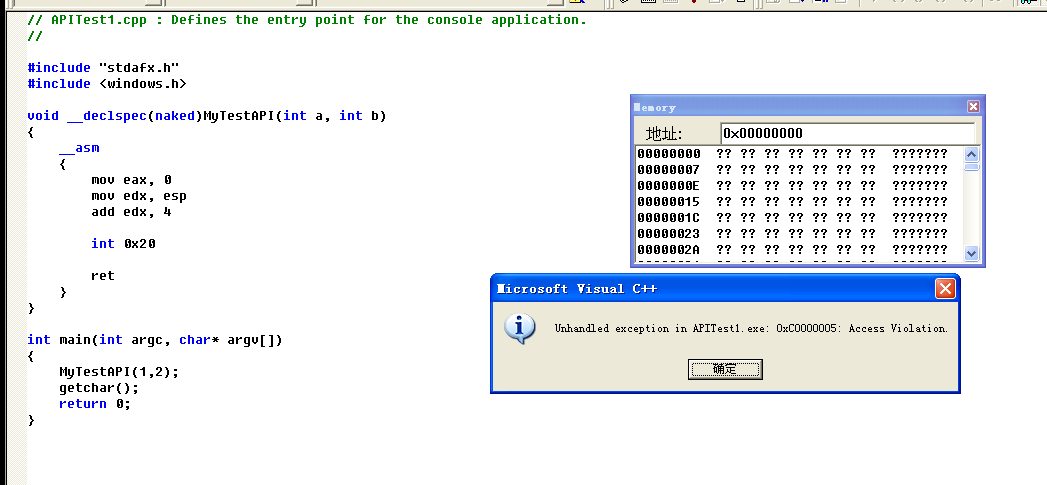 // APITest1.cpp : Defines the entry point for the console application.
//
#include "stdafx.h"
#include <windows.h>
void __declspec(naked)MyTestAPI(int a, int b)
{
__asm
{
mov eax, 0
mov edx, esp
add edx, 4
int 0x20
ret
}
}
int main(int argc, char* argv[])
{
MyTestAPI(1,2);
getchar();
return 0;
}
Memory
地址: 0x00000000
00000000 ?? ?? ?? ?? ?? ?? ?? ???????
00000007 ?? ?? ?? ?? ?? ?? ?? ???????
0000000E ?? ?? ?? ?? ?? ?? ?? ???????
00000015 ?? ?? ?? ?? ?? ?? ?? ???????
0000001C ?? ?? ?? ?? ?? ?? ?? ???????
00000023 ?? ?? ?? ?? ?? ?? ?? ???????
0000002A ?? ?? ?? ?? ?? ?? ?? ???????
Microsoft Visual C++
Unhandled exception in APITest1.exe: 0xC0000005: Access Violation.
确定